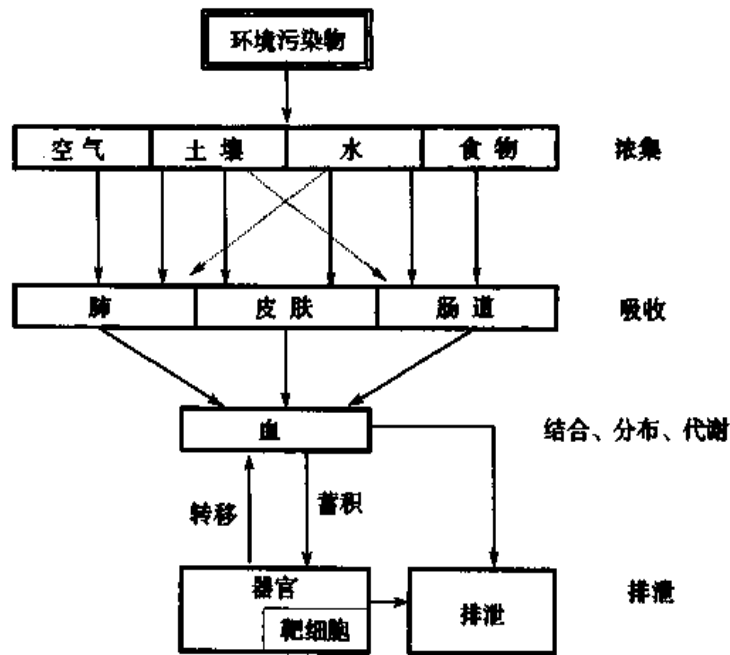 环境污染物
空气 土壤 水 食物 浓集
肺 皮肤 肠道 吸收
血 结合、分布、代谢
转移 蓄积
器官
靶细胞 排泄 排泄